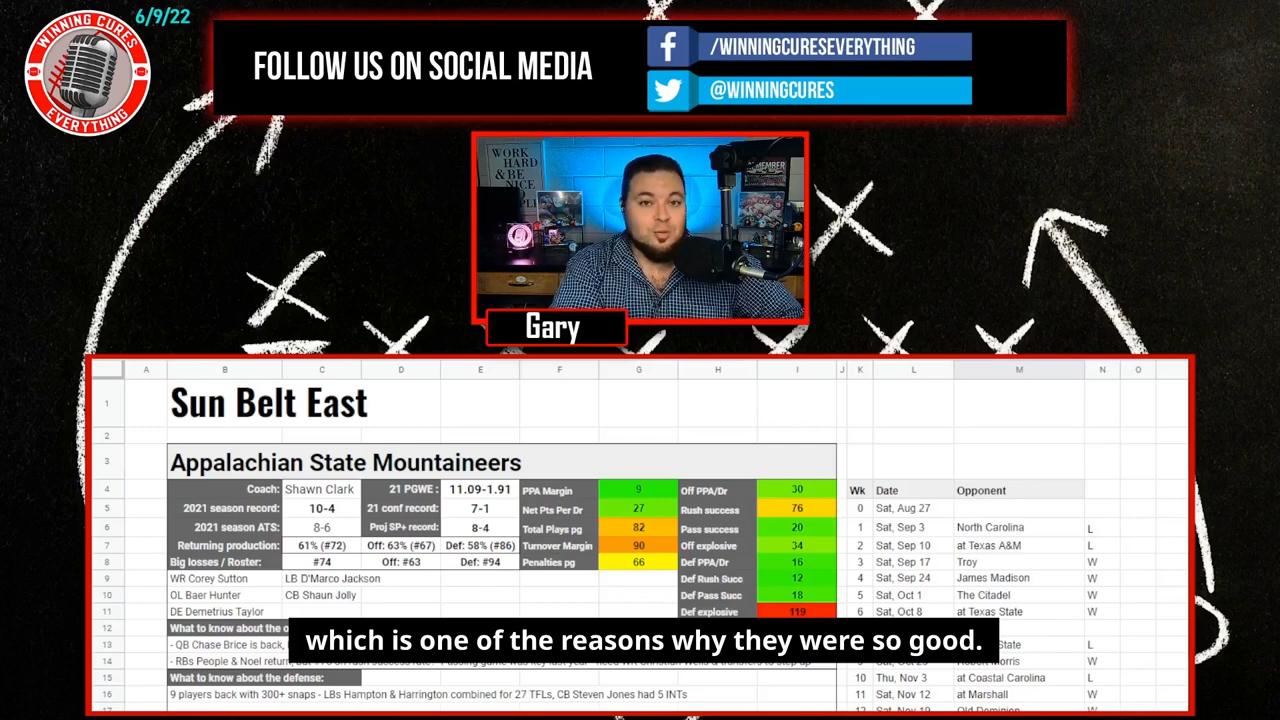 6/9/22
WINNING CURES
EVERYTHING
FOLLOW US ON SOCIAL MEDIA
/WINNINGCURESEVERYTHING
@WINNINGCURES
WORK
HARD
& BE
NICE
Gary
A B C D E F G H I J K L M N O
1 Sun Belt East
2
3 Appalachian State Mountaineers
4 Coach: Shawn Clark 21 PGWE : 11.09-1.91 PPA Margin 9 Off PPA/Dr 30 Wk Date Opponent
5 2021 season record: 10-4 21 conf record: 7-1 Net Pts Per Dr 27 Rush success 76 0 Sat, Aug 27
6 2021 season ATS: 8-6 Proj SP+ record: 8-4 Total Plays pg 82 Pass success 20 1 Sat, Sep 3 North Carolina L
7 Returning production: 61% (#72) Off: 63% (#67) Def: 58% (#86) Turnover Margin 90 Off explosive 34 2 Sat, Sep 10 at Texas A&M L
8 Big losses / Roster: #74 Off: #63 Def: #94 Penalties pg 66 Def PPA/Dr 16 3 Sat, Sep 17 Troy W
9 WR Corey Sutton LB D'Marco Jackson Def Rush Succ 12 4 Sat, Sep 24 James Madison W
10 OL Baer Hunter CB Shaun Jolly Def Pass Succ 18 5 Sat, Oct 1 The Citadel W
11 DE Demetrius Taylor Def explosive 119 6 Sat, Oct 8 at Texas State W
12 What to know about the
13 - QB Chase Brice is back, State L
14 - RBs People & Noel return, Morris W
which is one of the reasons why they were so good.
15 What to know about the defense: 10 Thu, Nov 3 at Coastal Carolina L
16 9 players back with 300+ snaps - LBs Hampton & Harrington combined for 27 TFLs, CB Steven Jones had 5 INTs 11 Sat, Nov 12 at Marshall W
17 12 Sat, Nov 19 Old Dominion W